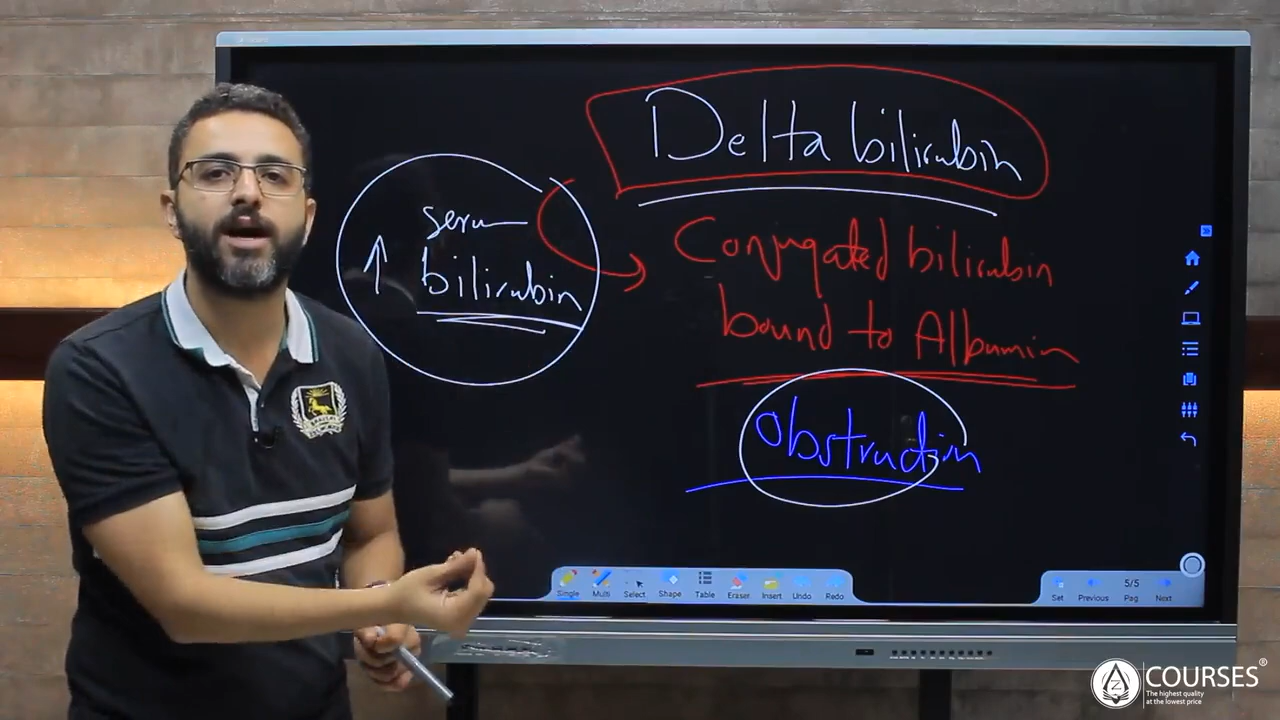 Delta bilirubin
↑ serum
bilirubin
Conjugated bilirubin
bound to Albumin
Obstruction
Single Multi Select Shape Table Eraser Insert Undo Redo
Set Previous 5/5 Pag Next
COURSES®
The highest quality
at the lowest price